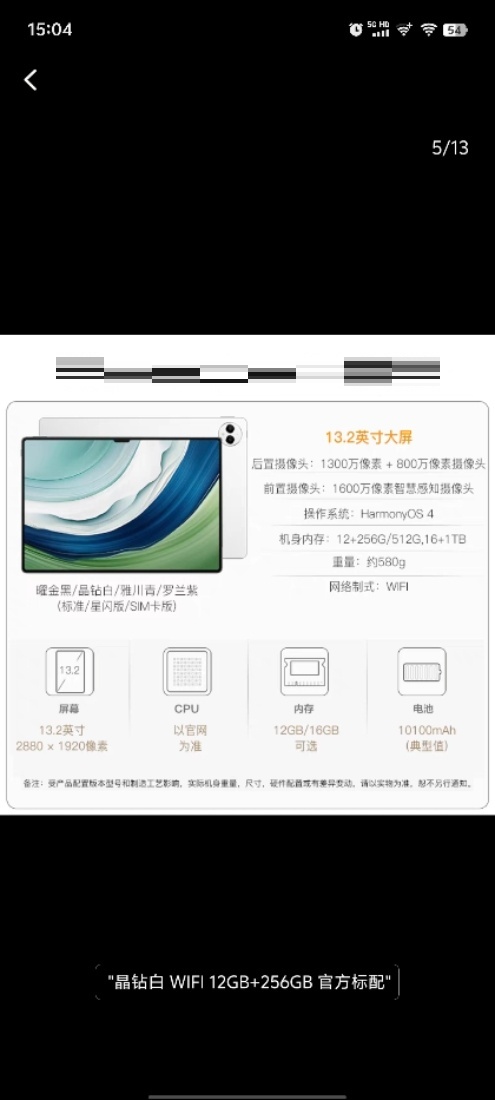 15:04
5G HD
54
5/13
13.2英寸大屏
后置摄像头：1300万像素 + 800万像素摄像头
前置摄像头：1600万像素智慧感知摄像头
操作系统：HarmonyOS 4
机身内存：12+256G/512G,16+1TB
重量：约580g
网络制式：WIFI
曜金黑/晶钻白/雅川青/罗兰紫
(标准/星闪版/SIM卡版)
13.2
屏幕
13.2英寸
2880 × 1920像素
CPU
以官网
为准
内存
12GB/16GB
可选
电池
10100mAh
(典型值)
备注：受产品配置版本型号和制造工艺影响，实际机身重量、尺寸、硬件配置或有差异变动，请以实物为准，恕不另行通知。
"晶钻白 WIFI 12GB+256GB 官方标配"